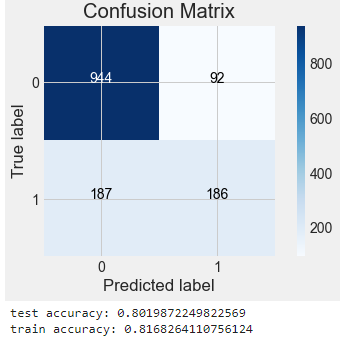 Confusion Matrix
True label
0
944
92
1
187
186
0
1
Predicted label
800
600
400
200
test accuracy: 0.8019872249822569
train accuracy: 0.8168264110756124